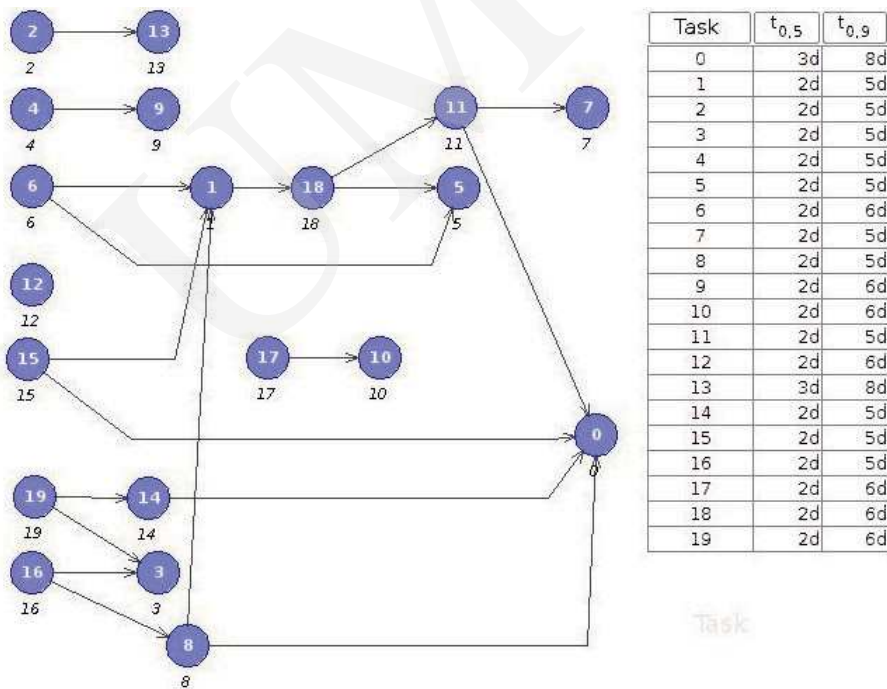 2
13
2
13
4
9
4
9
11
7
11
7
6
1
18
5
6
1
18
5
12
12
15
17
10
15
17
10
0
0
19
14
19
14
16
3
16
3
8
8
Task t0,5 t0,9
0 3d 8d
1 2d 5d
2 2d 5d
3 2d 5d
4 2d 5d
5 2d 5d
6 2d 6d
7 2d 5d
8 2d 5d
9 2d 6d
10 2d 6d
11 2d 5d
12 2d 6d
13 3d 8d
14 2d 5d
15 2d 5d
16 2d 5d
17 2d 6d
18 2d 6d
19 2d 6d
Task
UM